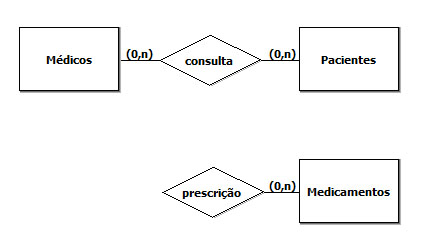 Médicos (0,n) consulta (0,n) Pacientes
prescrição (0,n) Medicamentos